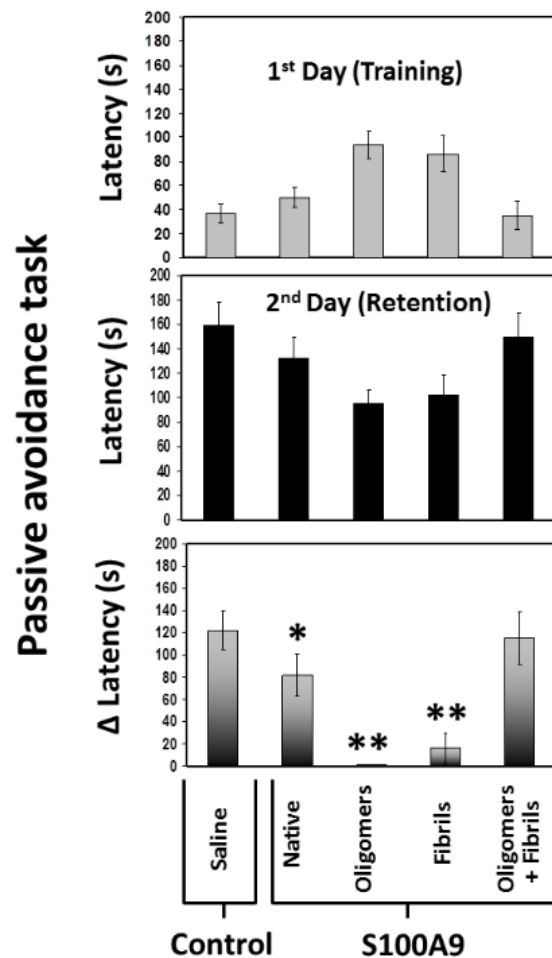 Passive avoidance task
Latency (s)
200
180
160
140
120
100
80
60
40
20
0
1st Day (Training)
Latency (s)
200
180
160
140
120
100
80
60
40
20
0
2nd Day (Retention)
Δ Latency (s)
200
180
160
140
120
100
80
60
40
20
0
*
**
**
Saline
Native
Oligomers
Fibrils
Oligomers
+ Fibrils
Control
S100A9